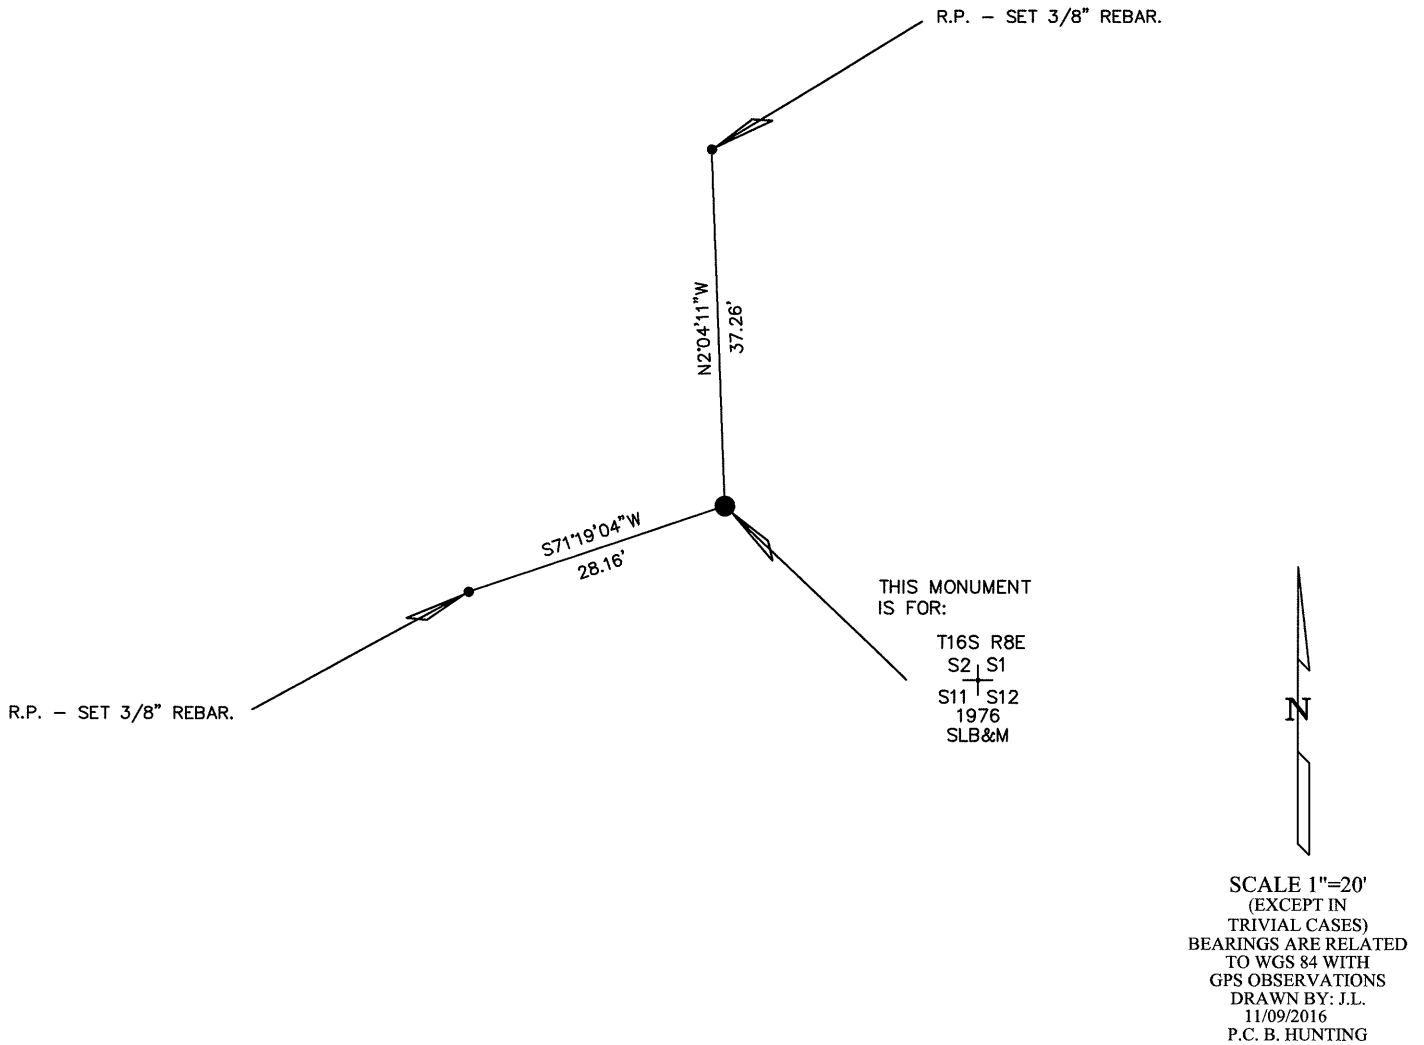 R.P. – SET 3/8" REBAR.
N2°04'11"W
37.26'
S71°19'04"W
28.16'
THIS MONUMENT
IS FOR:
T16S R8E
S2 S1
S11 S12
1976
SLB&M
R.P. – SET 3/8" REBAR.
N
SCALE 1"=20'
(EXCEPT IN
TRIVIAL CASES)
BEARINGS ARE RELATED
TO WGS 84 WITH
GPS OBSERVATIONS
DRAWN BY: J.L.
11/09/2016
P.C. B. HUNTING